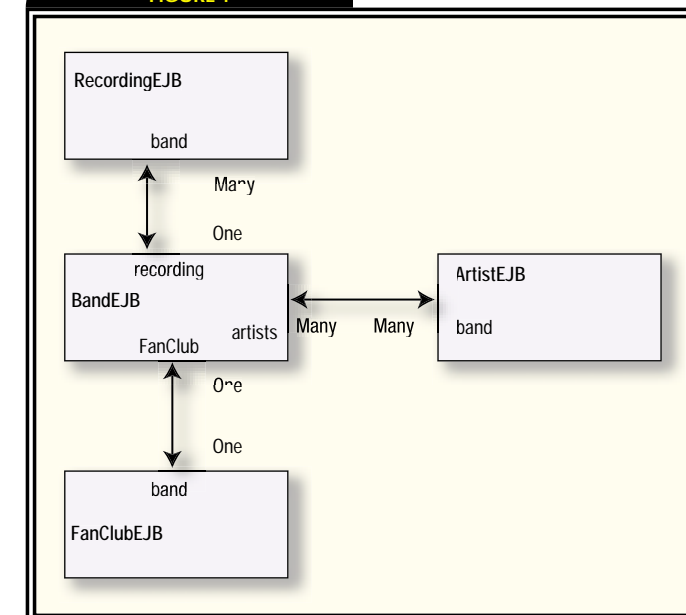 RecordingEJB
band
Many
One
recording
BandEJB
artists
FanClub
Many Many
ArtistEJB
band
One
One
band
FanClubEJB